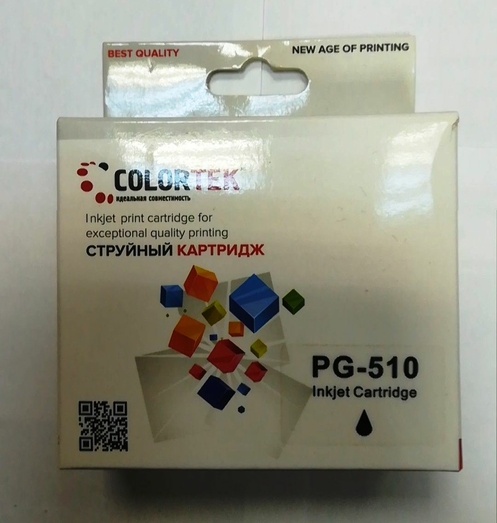 BEST QUALITY
NEW AGE OF PRINTING
COLORTEK
идеальная совместимость
Inkjet print cartridge for
exceptional quality printing
СТРУЙНЫЙ КАРТРИДЖ
PG-510
Inkjet Cartridge